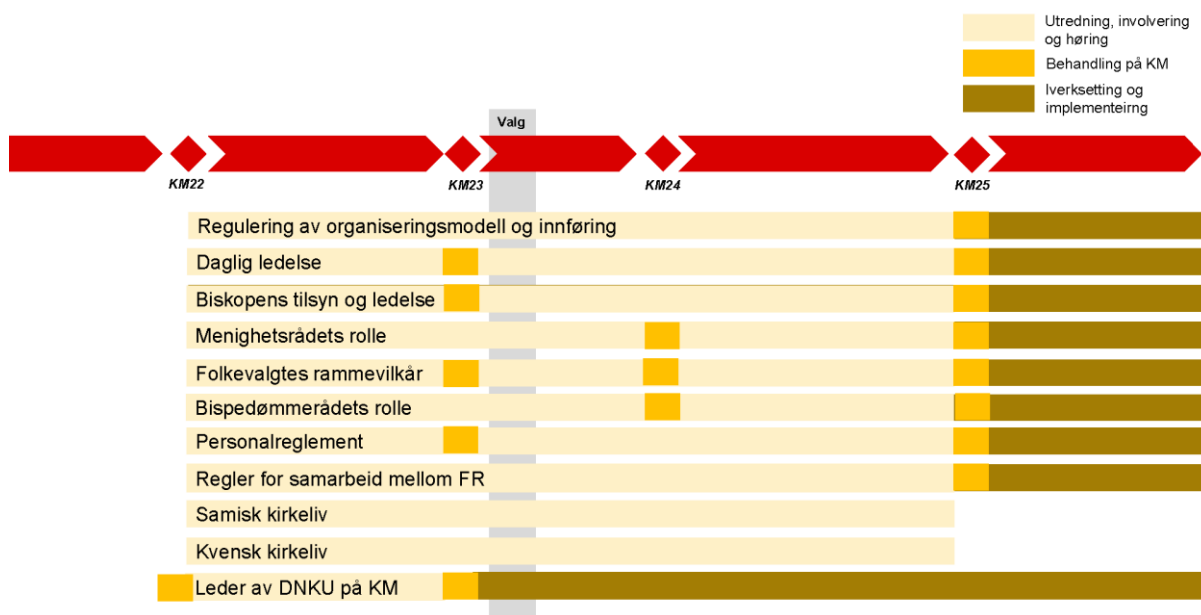 Utredning, involvering
og høring
Behandling på KM
Iverksetting og
implementeirng
Valg
KM22
KM23
KM24
KM25
Regulering av organiseringsmodell og innføring
Daglig ledelse
Biskopens tilsyn og ledelse
Menighetsrådets rolle
Folkevalgtes rammevilkår
Bispedømmerådets rolle
Personalreglement
Regler for samarbeid mellom FR
Samisk kirkeliv
Kvensk kirkeliv
Leder av DNKU på KM